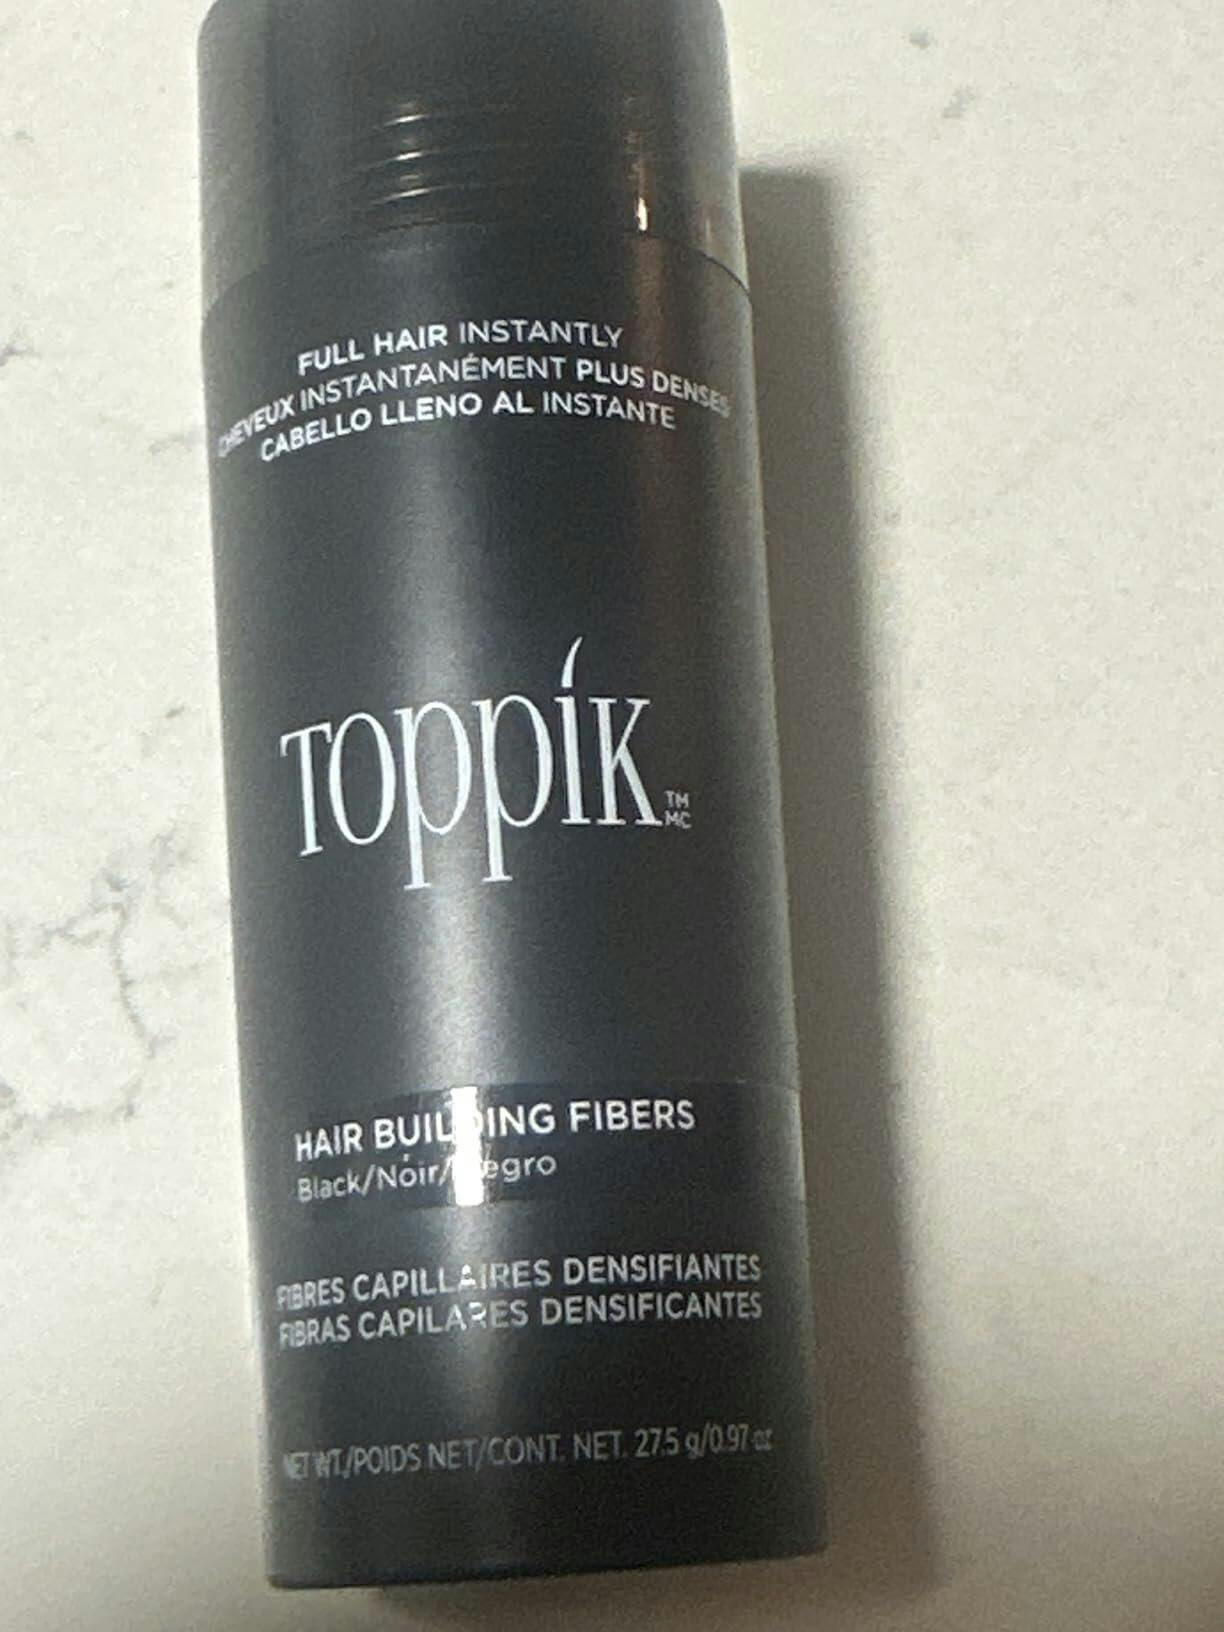 FULL HAIR INSTANTLY
CHEVEUX INSTANTANÉMENT PLUS DENSES
CABELLO LLENO AL INSTANTE
Toppík
TM
MC
HAIR BUILDING FIBERS
Black/Noir/Negro
FIBRES CAPILLAIRES DENSIFIANTES
FIBRAS CAPILARES DENSIFICANTES
NET WT./POIDS NET/CONT. NET. 27.5 g/0.97 oz